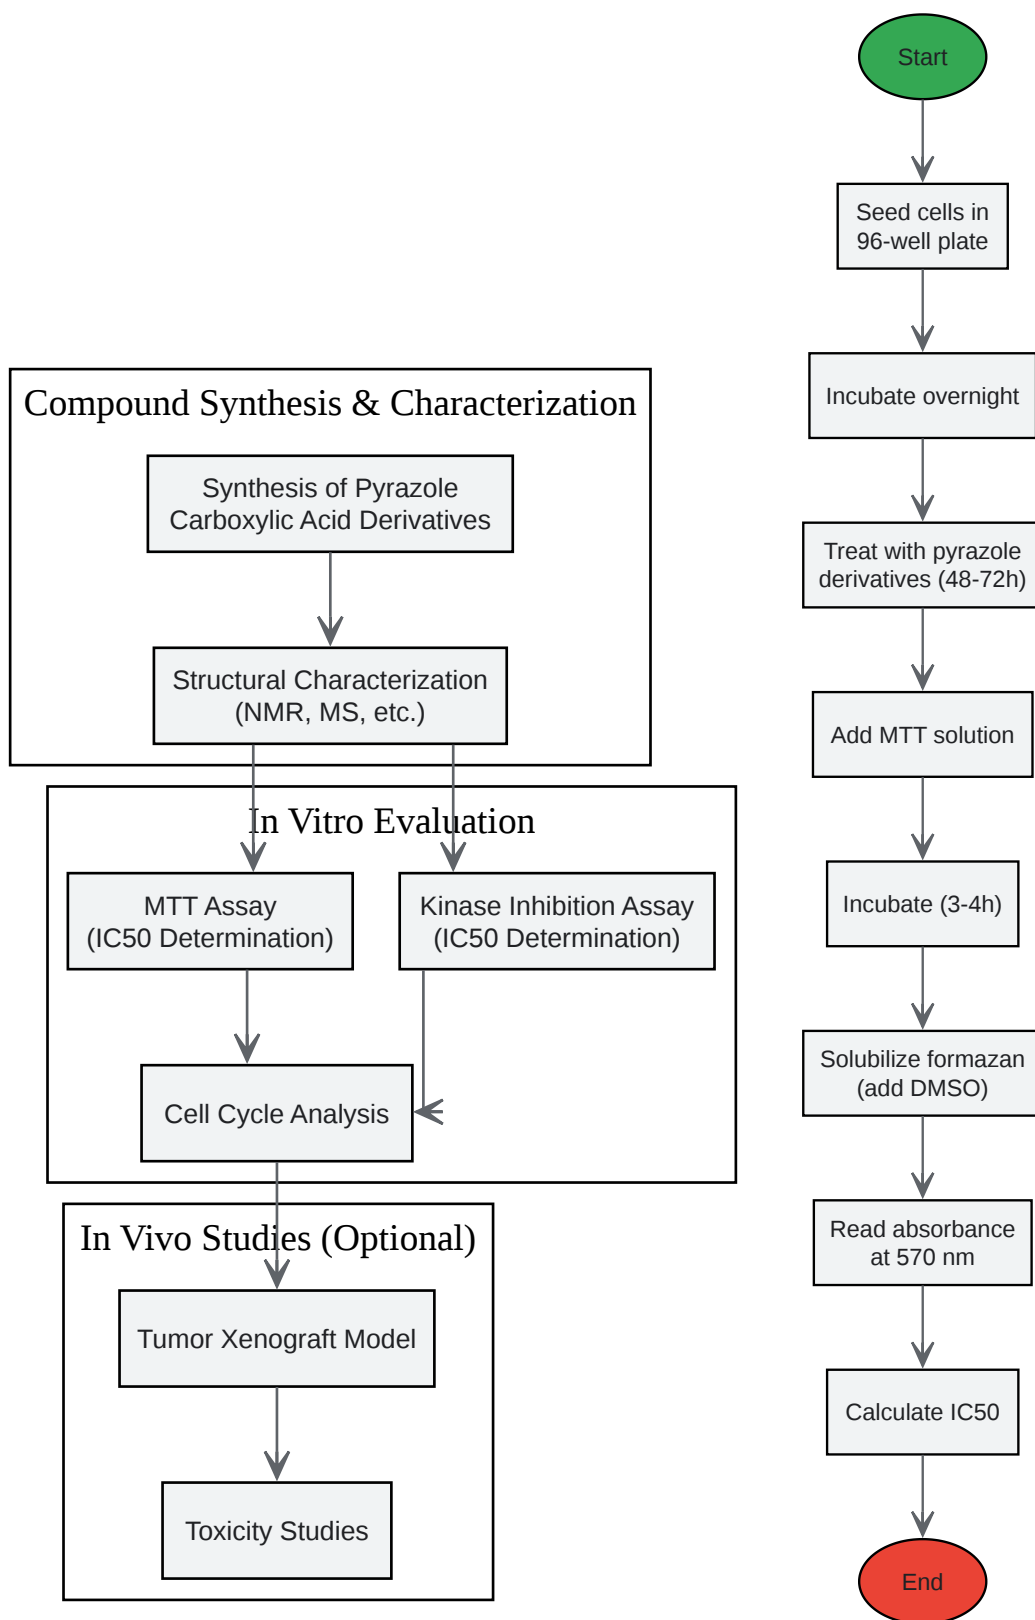 Compound Synthesis & Characterization
Synthesis of Pyrazole
Carboxylic Acid Derivatives
Structural Characterization
(NMR, MS, etc.)
In Vitro Evaluation
MTT Assay
(IC50 Determination)
Kinase Inhibition Assay
(IC50 Determination)
Cell Cycle Analysis
In Vivo Studies (Optional)
Tumor Xenograft Model
Toxicity Studies
Start
Seed cells in
96-well plate
Incubate overnight
Treat with pyrazole
derivatives (48-72h)
Add MTT solution
Incubate (3-4h)
Solubilize formazan
(add DMSO)
Read absorbance
at 570 nm
Calculate IC50
End